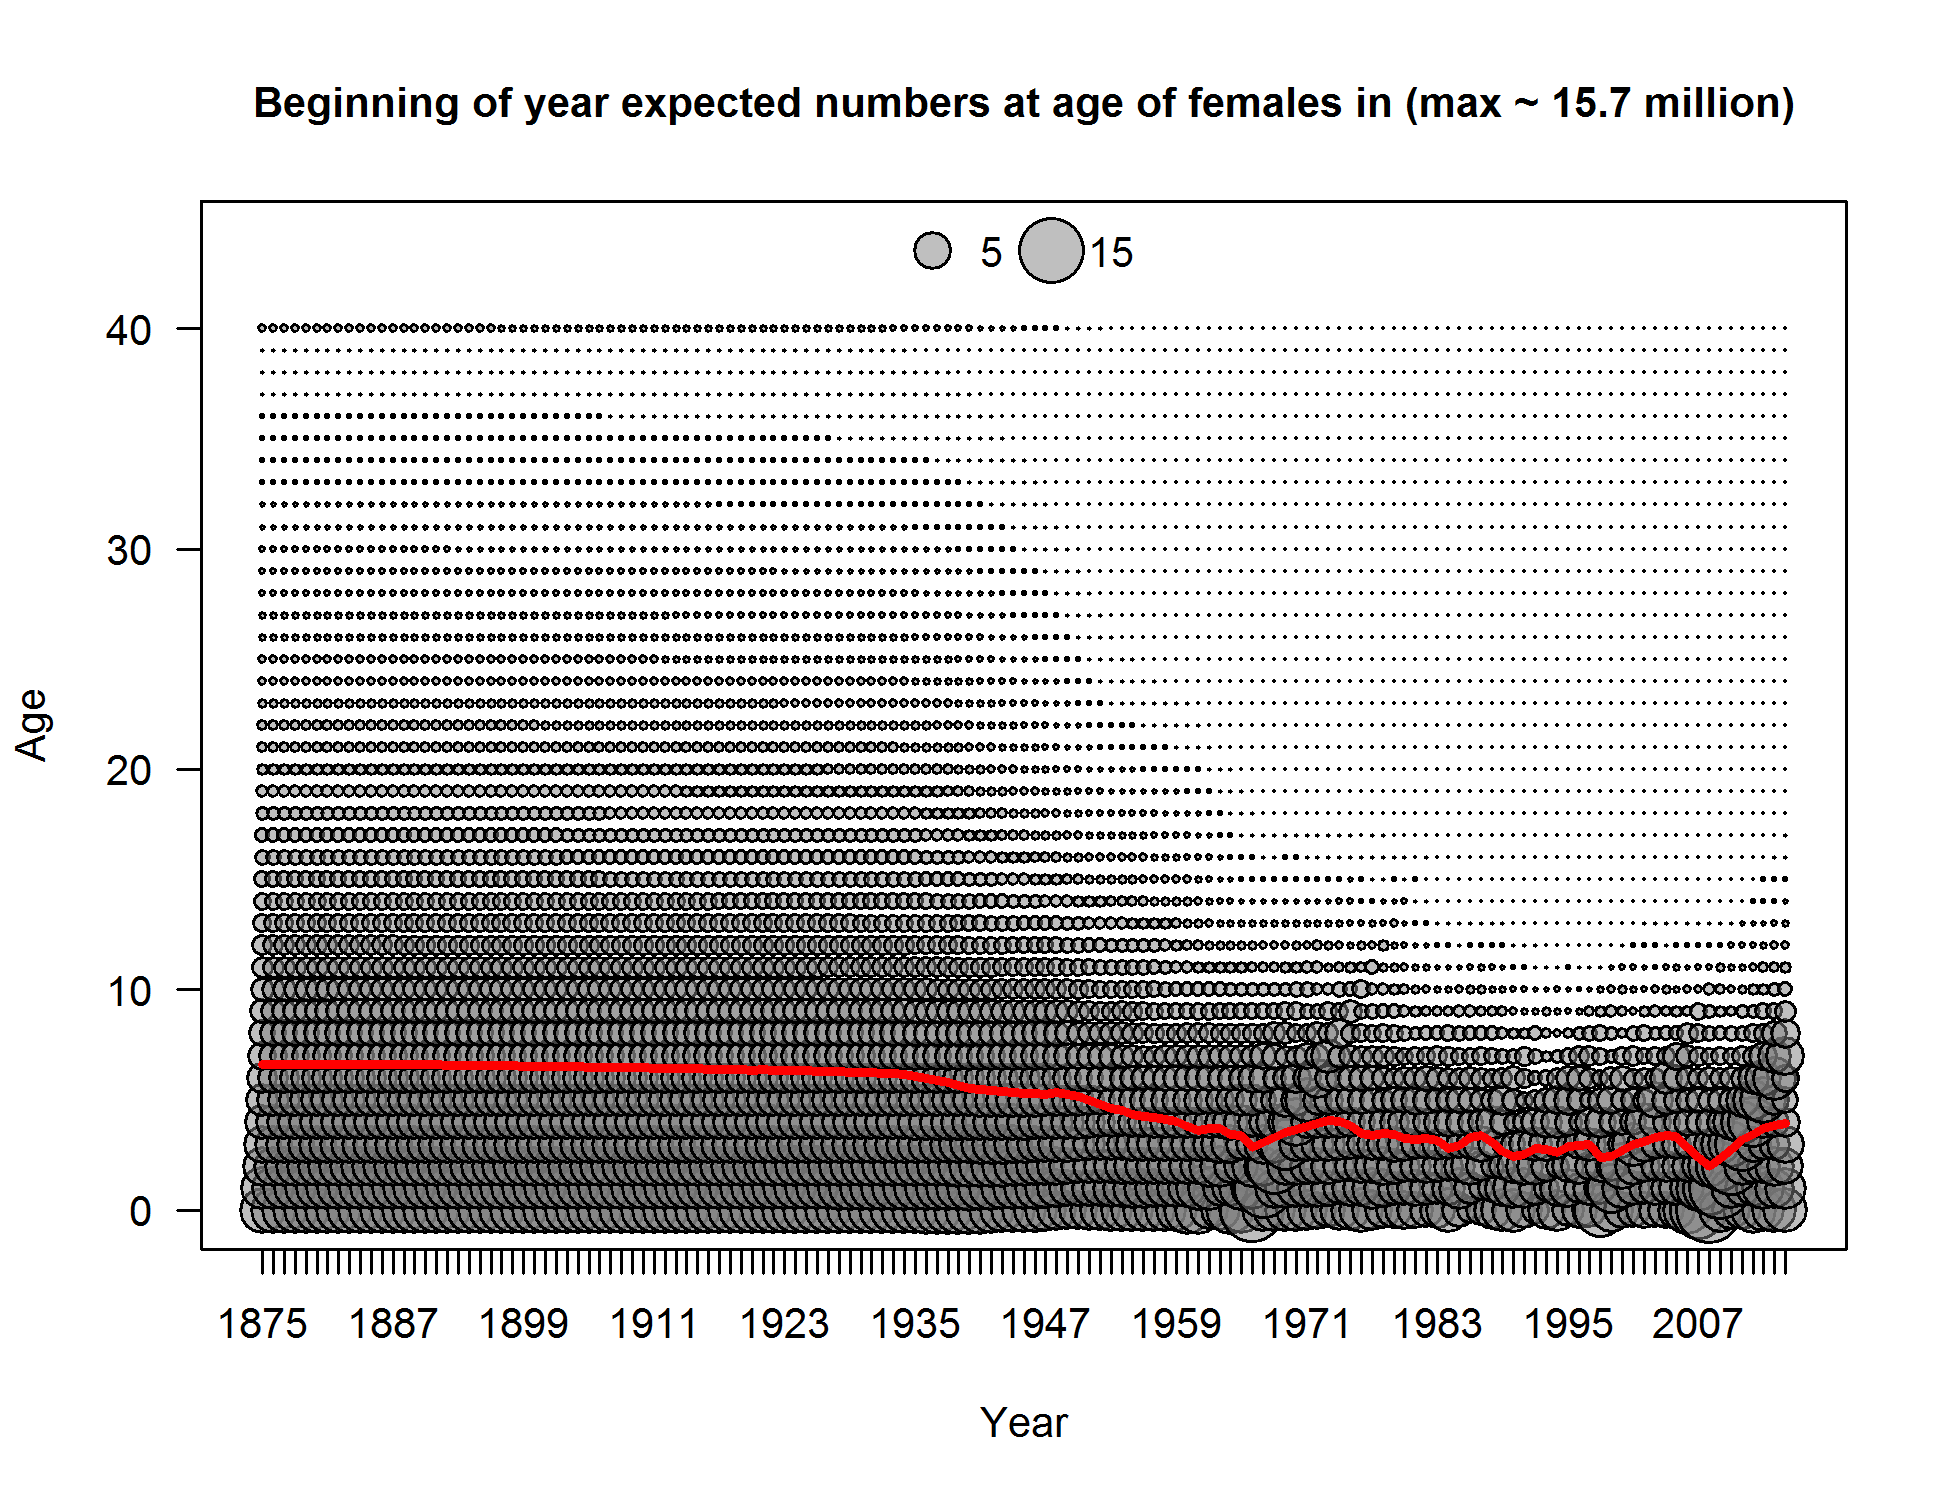 Beginning of year expected numbers at age of females in (max ~ 15.7 million)
5 15
40
30
20
10
0
Age
1875 1887 1899 1911 1923 1935 1947 1959 1971 1983 1995 2007
Year